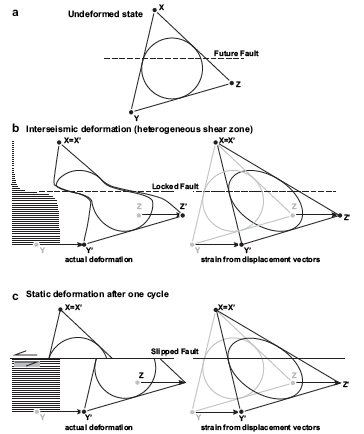 a
Undeformed state
X
Future Fault
Z
Y
b Interseismic deformation (heterogeneous shear zone)
X=X' X=X'
Locked Fault
Z Z' Z Z'
Y Y' Y Y'
actual deformation strain from displacement vectors
c Static deformation after one cycle
X=X' X=X'
Slipped Fault
Z Z Z'
Y Y' Y Y'
actual deformation strain from displacement vectors